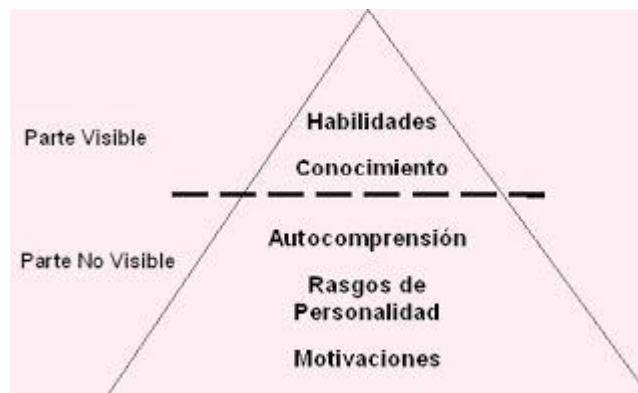 Habilidades
Parte Visible
Conocimiento
Autocomprensión
Parte No Visible
Rasgos de
Personalidad
Motivaciones